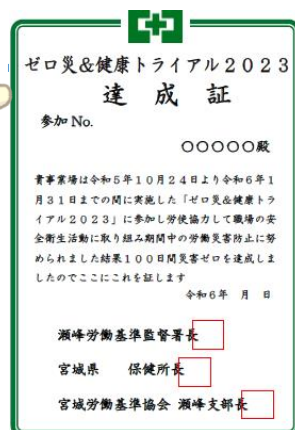 ゼロ災&健康トライアル2023
達成証
参加 No.
○○○○○殿
貴事業場は令和5年10月24日より令和6年1
月31日までの間に実施した「ゼロ災&健康トラ
イアル2023」に参加し労使協力して職場の安
全衛生活動に取り組み期間中の労働災害防止に努
められました結果100日間災害ゼロを達成しま
したのでここにこれを証します
令和6年 月 日
瀬峰労働基準監督署長
宮城県 保健所長
宮城労働基準協会 瀬峰支部長